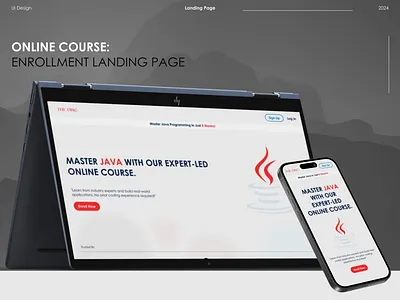 UI Design
Landing Page
2024
ONLINE COURSE:
ENROLLMENT LANDING PAGE
hp
Sign Up
Log In
Master Java Programming in Just 8 Weeks!
MASTER JAVA WITH OUR EXPERT-LED
ONLINE COURSE.
Learn from industry experts and build real-world
applications. No prior coding experience required!
Enroll Now
Trusted By
MASTER JAVA
WITH OUR
EXPERT-LED
ONLINE COURSE.
Enroll Now